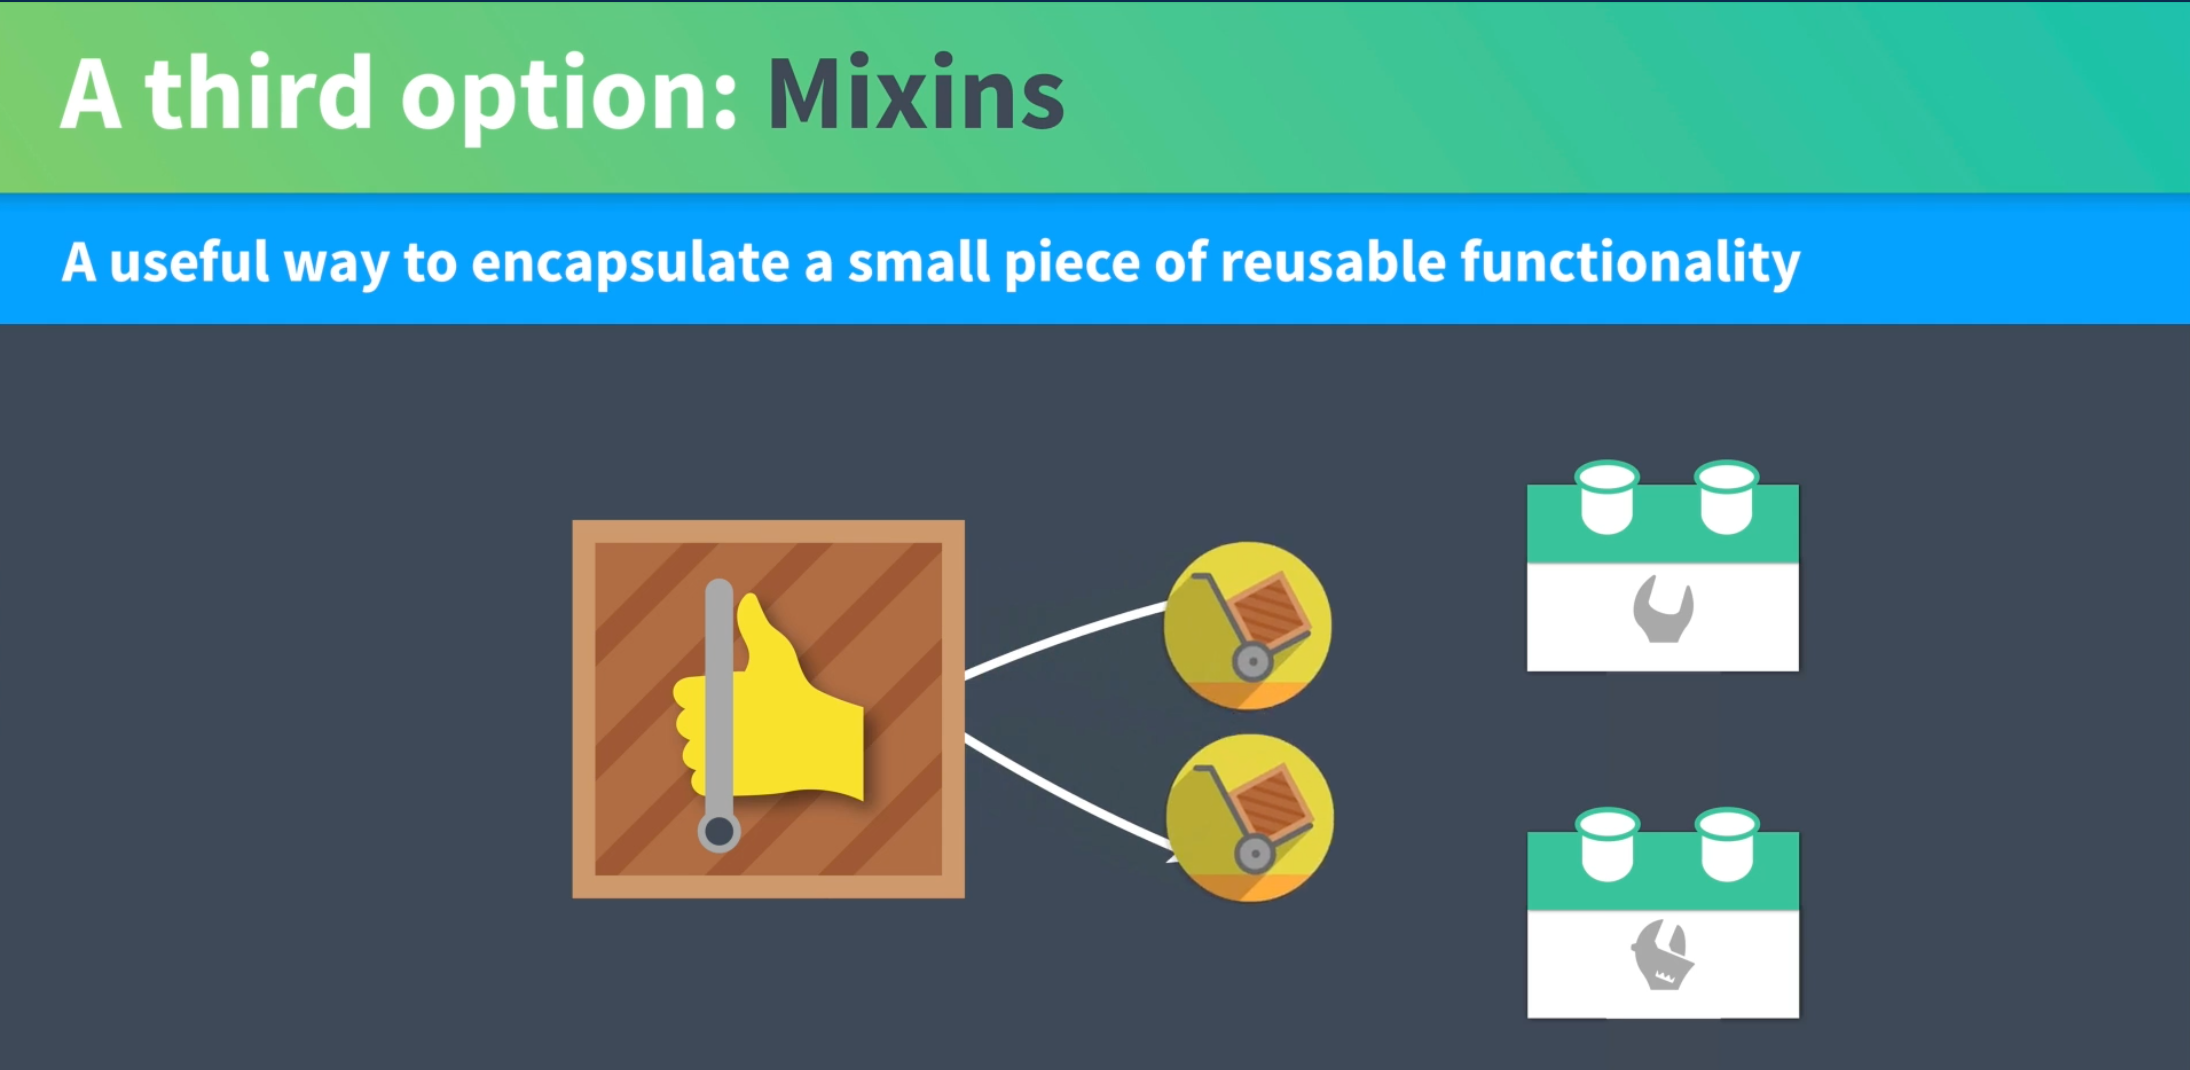 A third option: Mixins
A useful way to encapsulate a small piece of reusable functionality